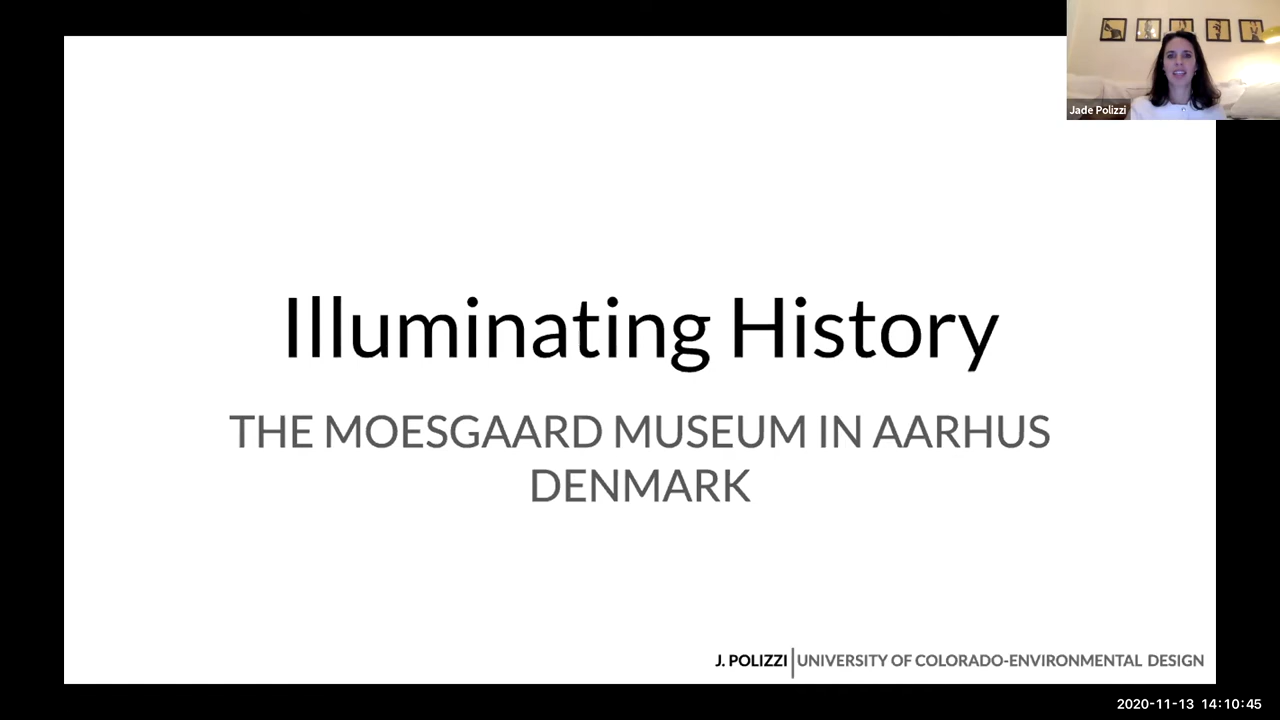 Jade Polizzi
Illuminating History
THE MOESGAARD MUSEUM IN AARHUS
DENMARK
J. POLIZZI | UNIVERSITY OF COLORADO-ENVIRONMENTAL DESIGN
2020-11-13 14:10:45